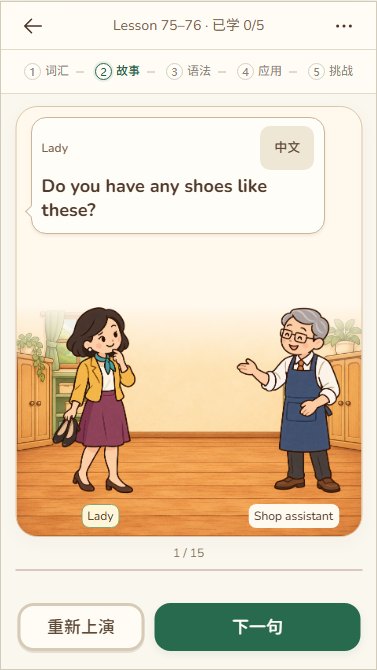 Lesson 75–76 · 已学 0/5
1 词汇 – 2 故事 – 3 语法 – 4 应用 – 5 挑战
Lady
中文
Do you have any shoes like
these?
Lady
Shop assistant
1 / 15
重新上演
下一句